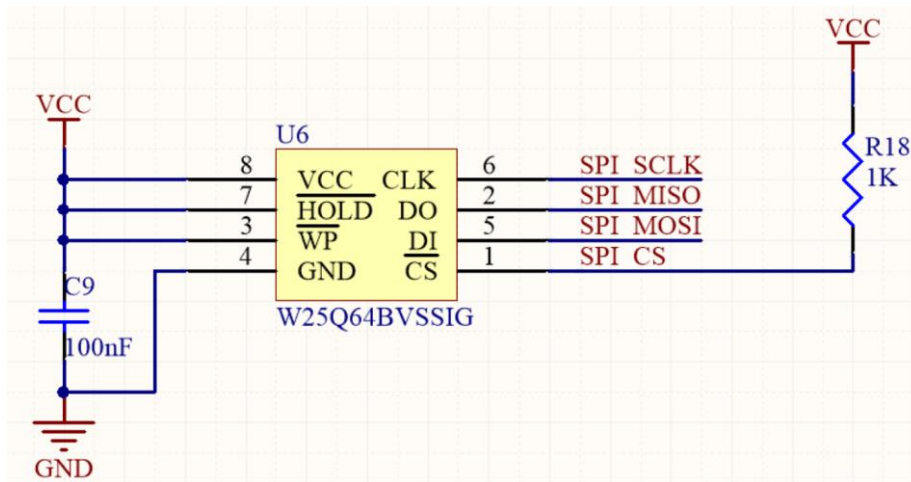 VCC
VCC
U6
R18
1K
8 VCC CLK 6 SPI SCLK
7 HOLD DO 2 SPI MISO
3 WP DI 5 SPI MOSI
4 GND CS 1 SPI CS
C9
W25Q64BVSSIG
100nF
GND